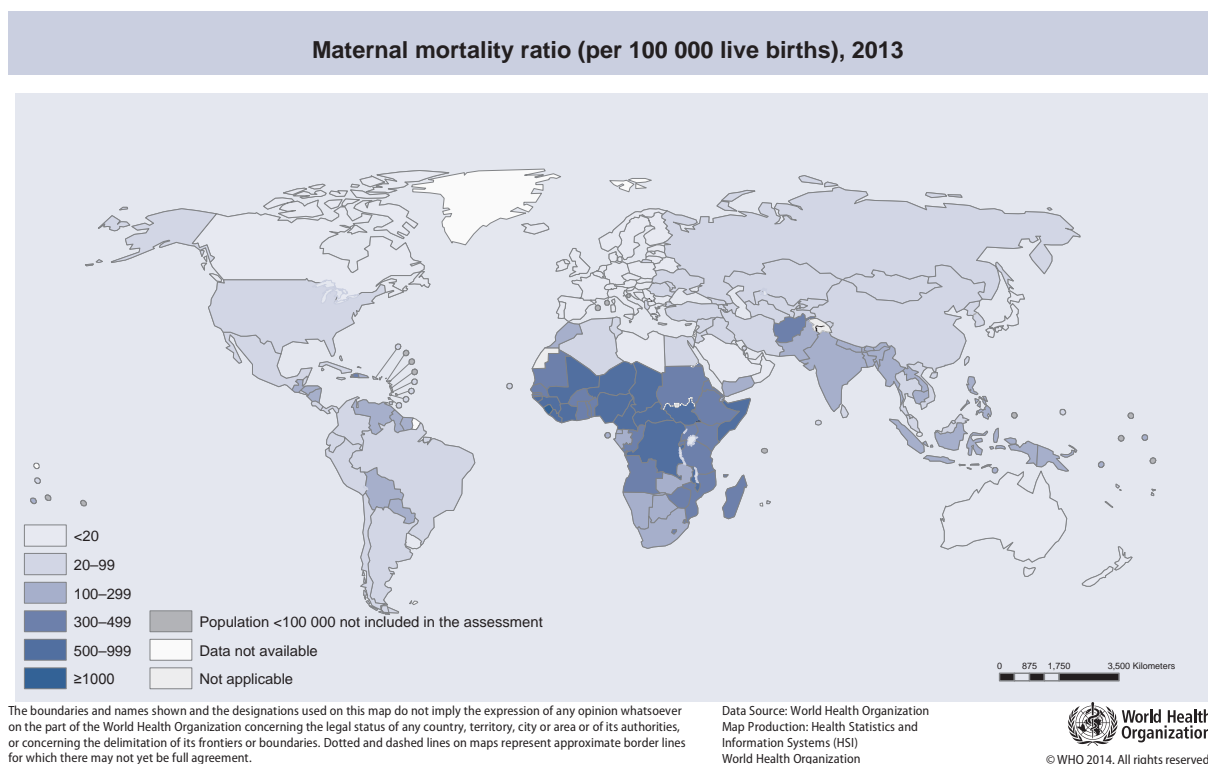 Maternal mortality ratio (per 100 000 live births), 2013
<20
20–99
100–299
300–499
500–999
≥1000
Population <100 000 not included in the assessment
Data not available
Not applicable
0 875 1,750 3,500 Kilometers
The boundaries and names shown and the designations used on this map do not imply the expression of any opinion whatsoever
on the part of the World Health Organization concerning the legal status of any country, territory, city or area or of its authorities,
or concerning the delimitation of its frontiers or boundaries. Dotted and dashed lines on maps represent approximate border lines
for which there may not yet be full agreement.
Data Source: World Health Organization
Map Production: Health Statistics and
Information Systems (HSI)
World Health Organization
World Health
Organization
© WHO 2014. All rights reserved